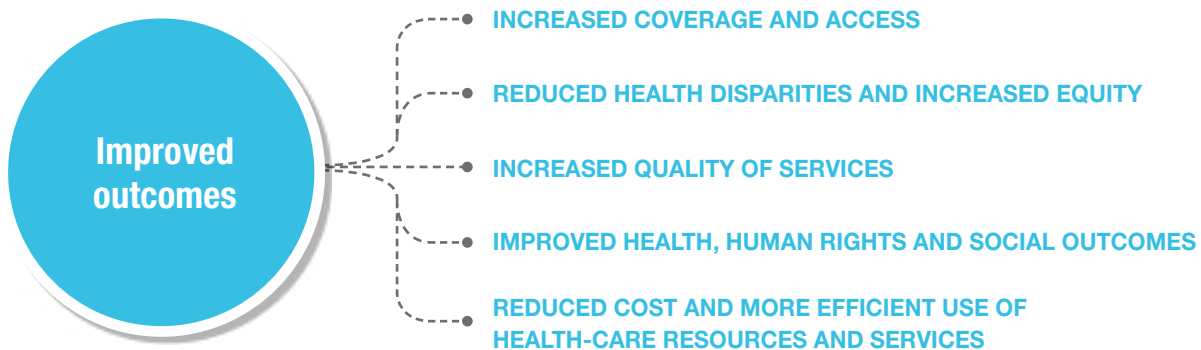 Improved
outcomes
INCREASED COVERAGE AND ACCESS
REDUCED HEALTH DISPARITIES AND INCREASED EQUITY
INCREASED QUALITY OF SERVICES
IMPROVED HEALTH, HUMAN RIGHTS AND SOCIAL OUTCOMES
REDUCED COST AND MORE EFFICIENT USE OF
HEALTH-CARE RESOURCES AND SERVICES